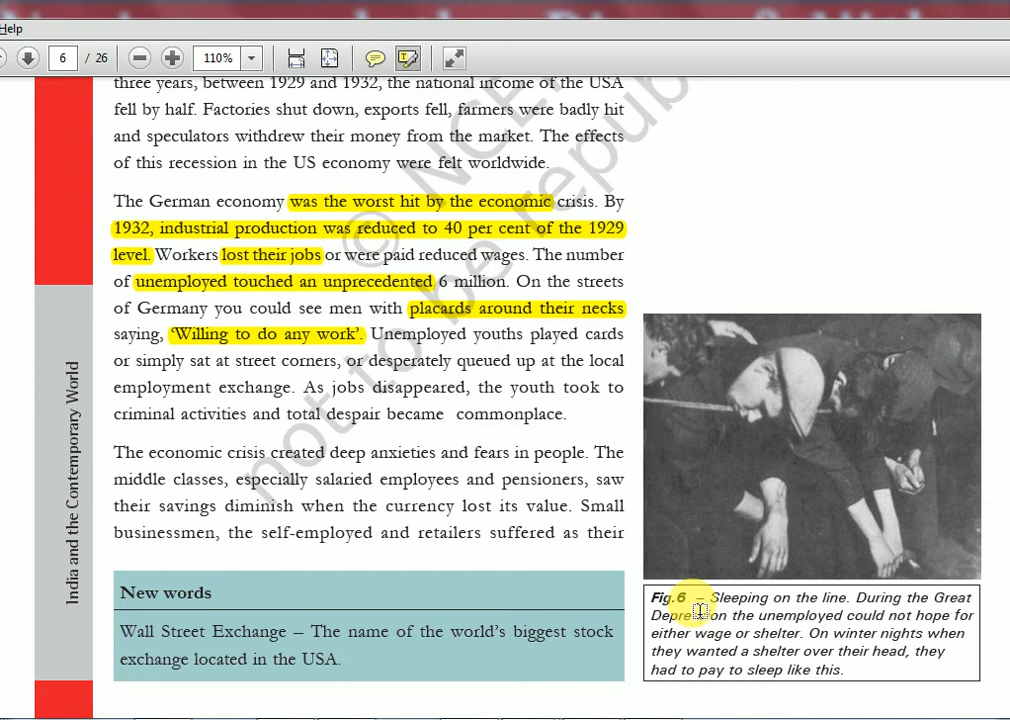 Help
6 / 26
110%
three years, between 1929 and 1932, the national income of the USA
fell by half. Factories shut down, exports fell, farmers were badly hit
and speculators withdrew their money from the market. The effects
of this recession in the US economy were felt worldwide.
The German economy was the worst hit by the economic crisis. By
1932, industrial production was reduced to 40 per cent of the 1929
level. Workers lost their jobs or were paid reduced wages. The number
of unemployed touched an unprecedented 6 million. On the streets
of Germany you could see men with placards around their necks
saying, ‘Willing to do any work’. Unemployed youths played cards
or simply sat at street corners, or desperately queued up at the local
employment exchange. As jobs disappeared, the youth took to
criminal activities and total despair became commonplace.
The economic crisis created deep anxieties and fears in people. The
middle classes, especially salaried employees and pensioners, saw
their savings diminish when the currency lost its value. Small
businessmen, the self-employed and retailers suffered as their
New words
Wall Street Exchange – The name of the world’s biggest stock
exchange located in the USA.
Fig.6 – Sleeping on the line. During the Great
Depression the unemployed could not hope for
either wage or shelter. On winter nights when
they wanted a shelter over their head, they
had to pay to sleep like this.
India and the Contemporary World
© NCE
not to be repub